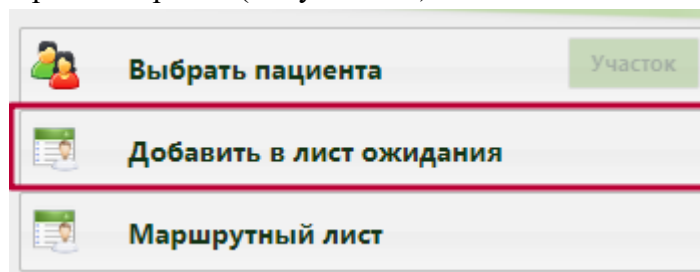 Выбрать пациента
Участок
Добавить в лист ожидания
Маршрутный лист